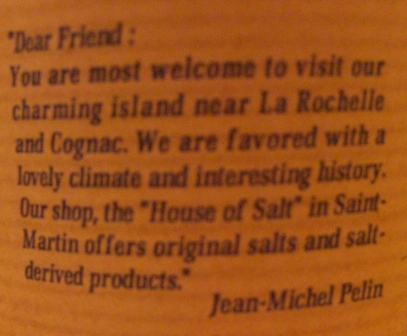 "Dear Friend :
You are most welcome to visit our
charming island near La Rochelle
and Cognac. We are favored with a
lovely climate and interesting history.
Our shop, the "House of Salt" in Saint-
Martin offers original salts and salt-
derived products."
Jean-Michel Pelin